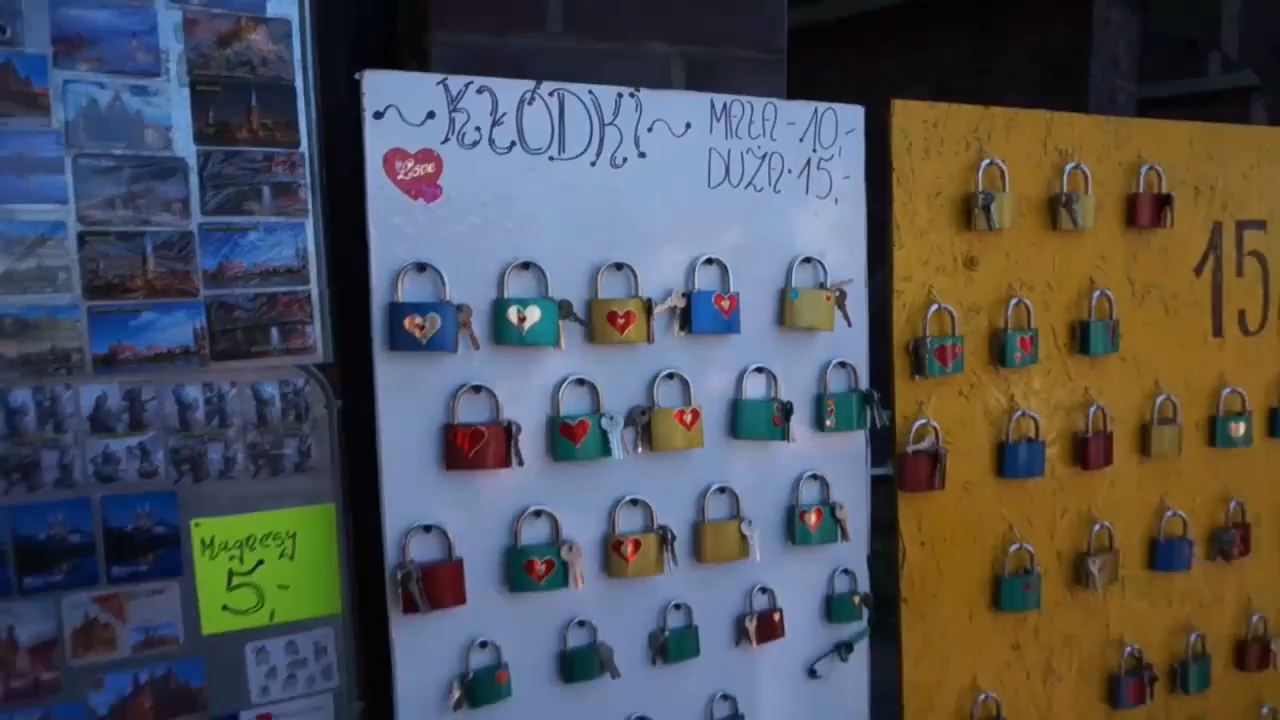 ~KŁÓDKI~
MAŁA - 10,-
DUŻA - 15,-
Love
15
Magnesy
5,-